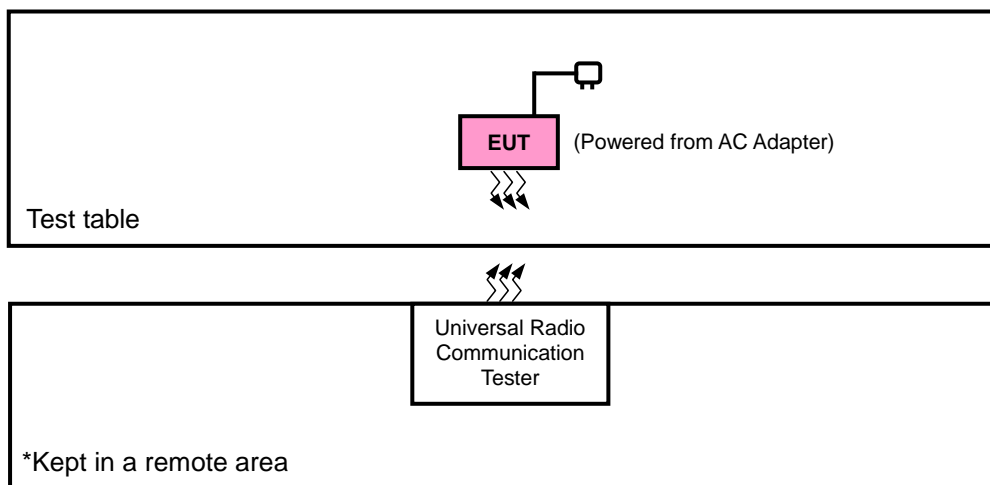 EUT
(Powered from AC Adapter)
Test table
Universal Radio
Communication
Tester
*Kept in a remote area